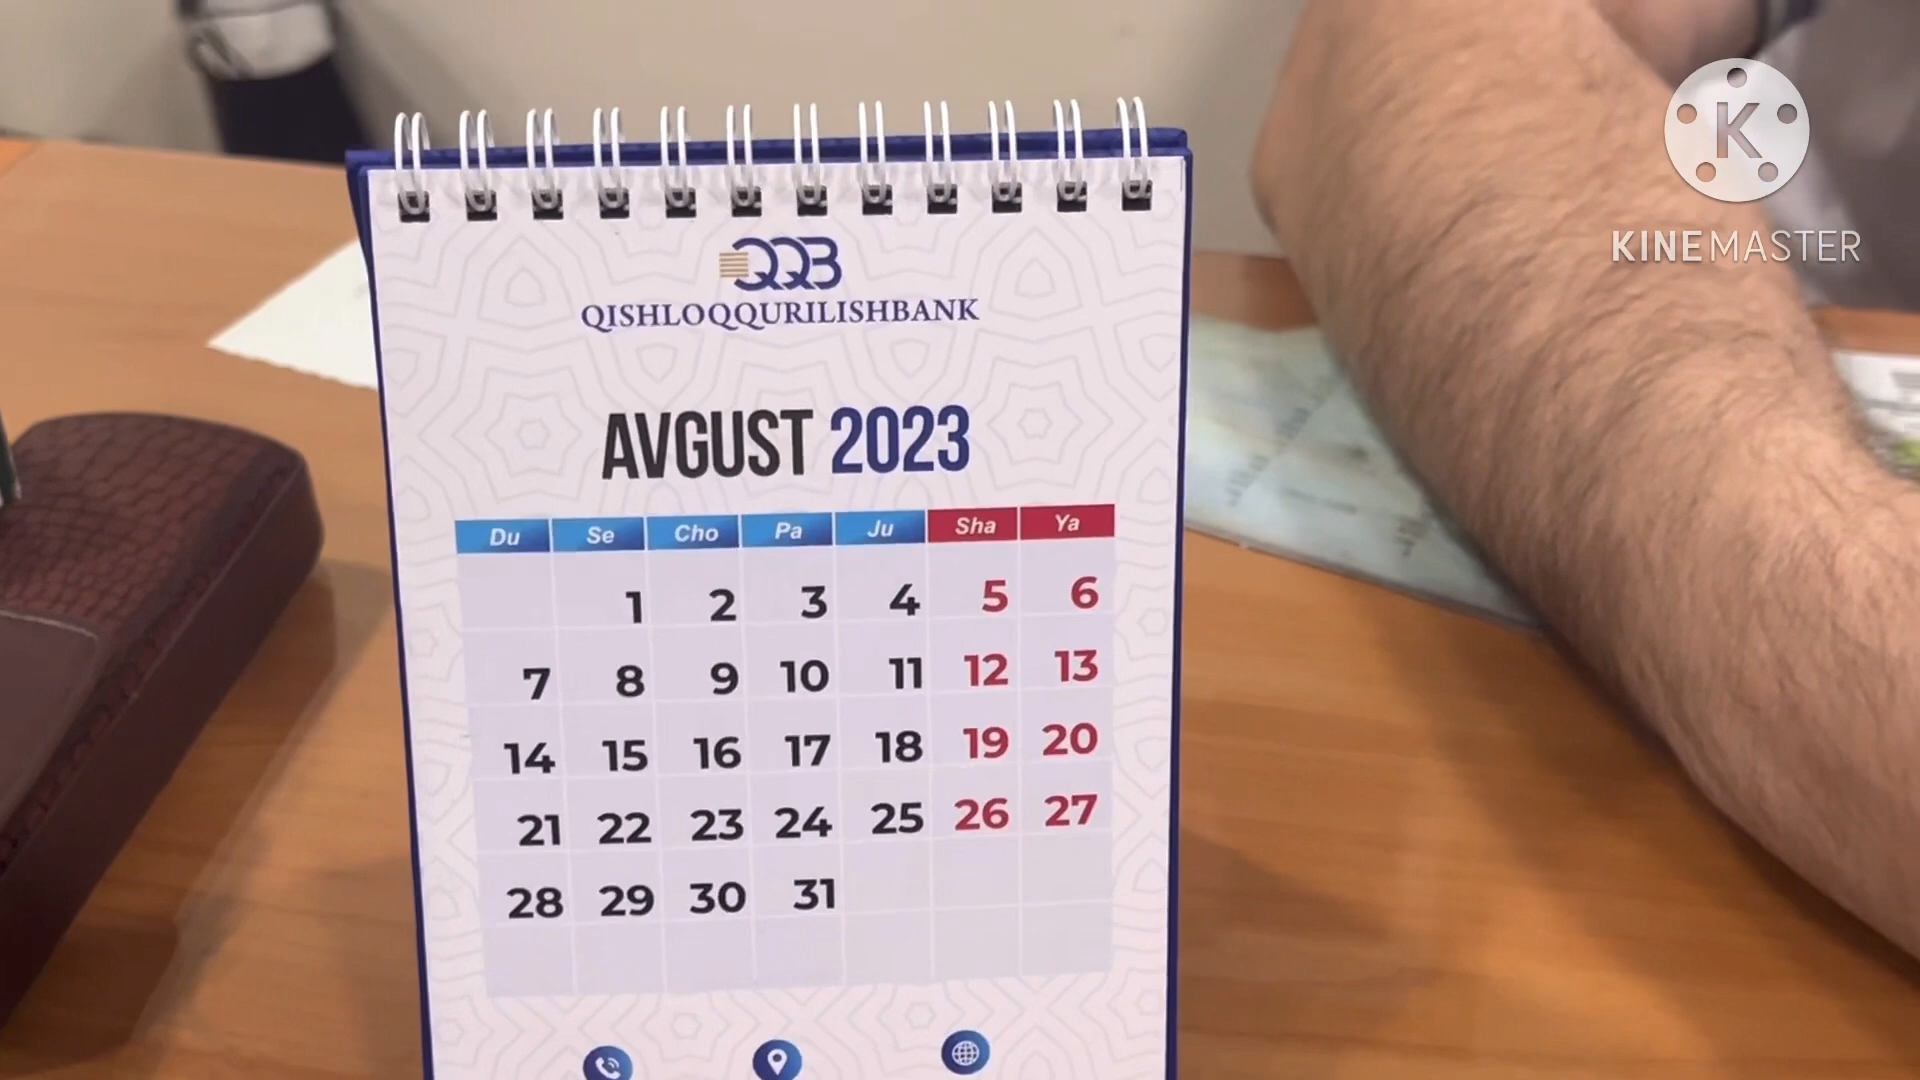 K
KINEMASTER
QQB
QISHLOQQURILISHBANK
AVGUST 2023
Du Se Cho Pa Ju Sha Ya
1 2 3 4 5 6
7 8 9 10 11 12 13
14 15 16 17 18 19 20
21 22 23 24 25 26 27
28 29 30 31